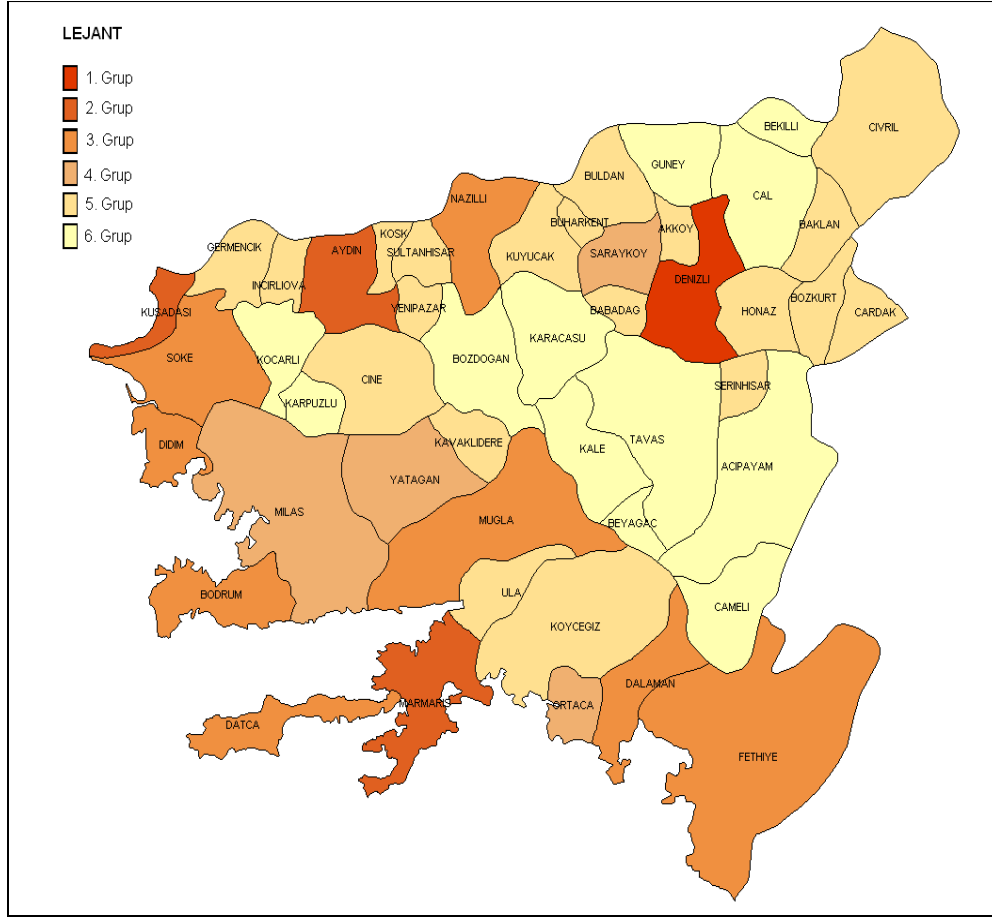 LEJANT
1. Grup
2. Grup
3. Grup
4. Grup
5. Grup
6. Grup
CIVRIL
BEKILLI
GUNEY
BULDAN
CAL
NAZILLI
BUHARKENT
AKKOY
BAKLAN
KOSK
GERMENCIK
AYDIN
SULTANHISAR
KUYUCAK
SARAYKOY
INCIRLIOVA
DENIZLI
BOZKURT
KUSADASI
YENIPAZAR
BABADAG
HONAZ
CARDAK
SOKE
KOCARLI
BOZDOGAN
KARACASU
CINE
SERINHISAR
KARPUZLU
DIDIM
KAVAKLIDERE
KALE
TAVAS
ACIPAYAM
YATAGAN
MILAS
MUGLA
BEYAGAC
BODRUM
ULA
CAMELI
KOYCEGIZ
DALAMAN
MARMARIS
ORTACA
DATCA
FETHIYE